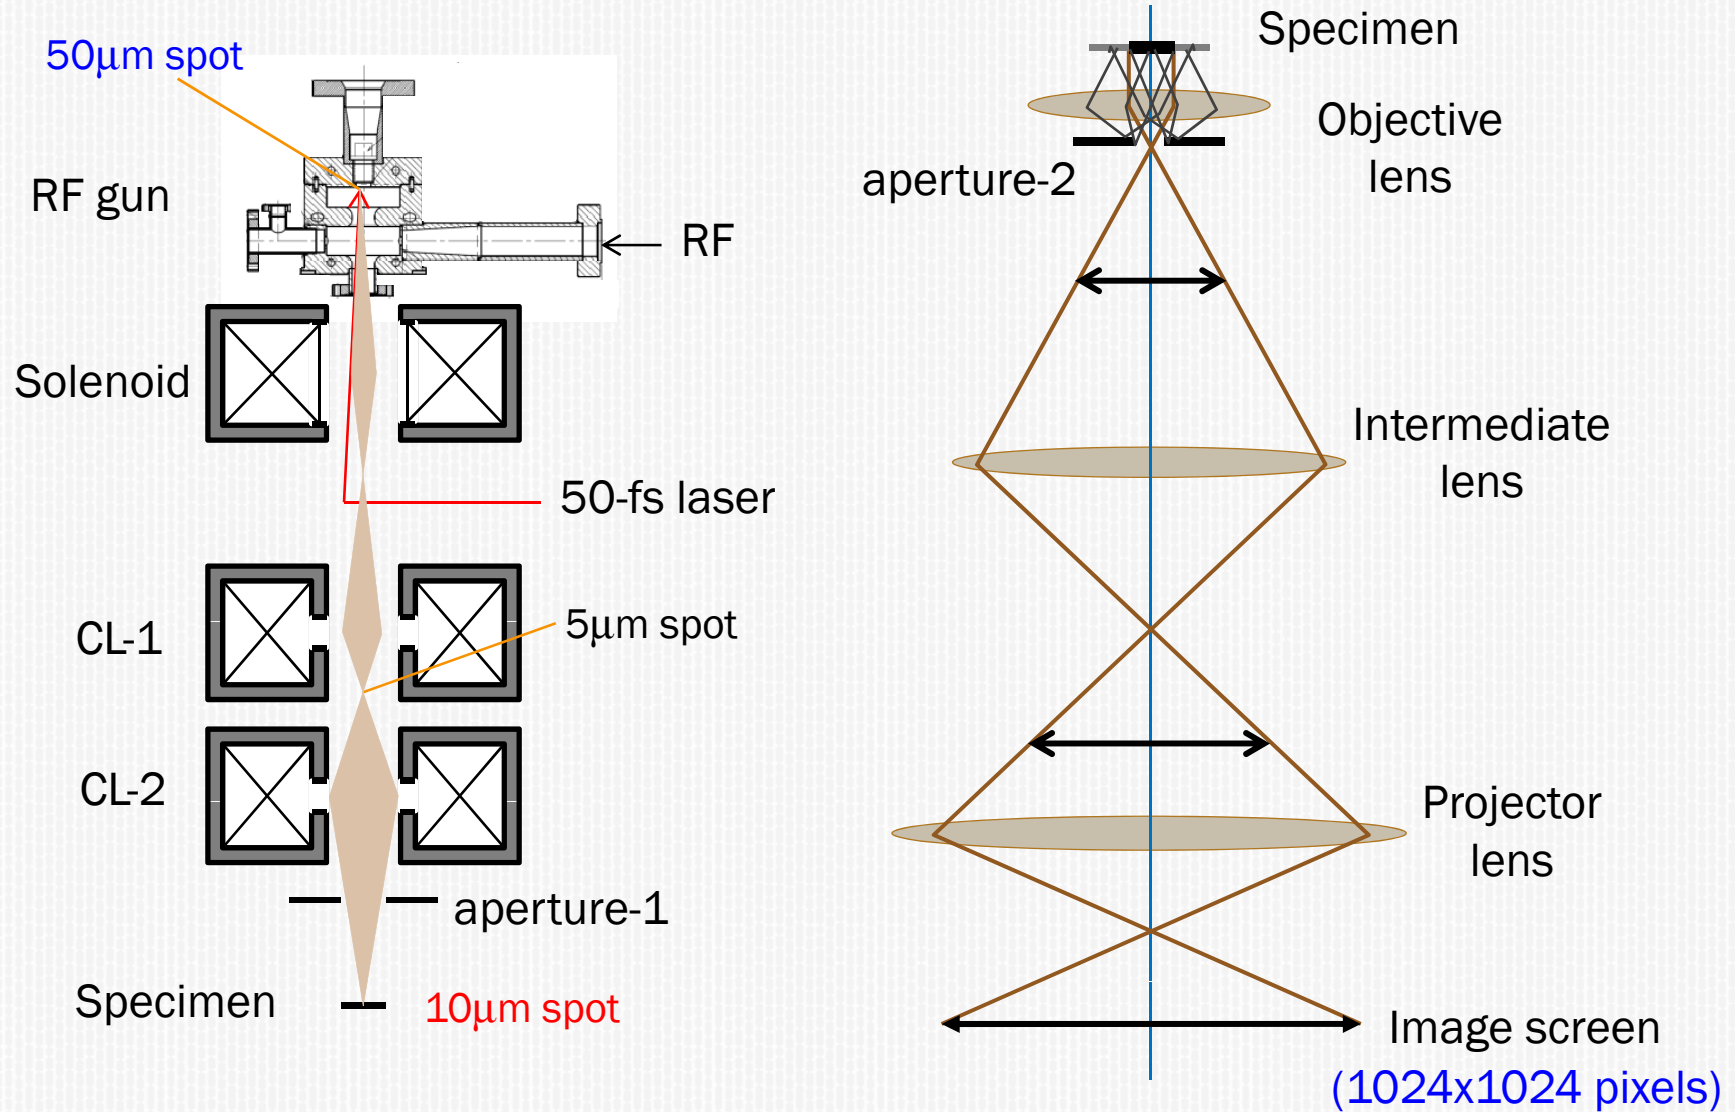 50μm spot
RF gun
RF
Solenoid
50-fs laser
CL-1
5μm spot
CL-2
aperture-1
Specimen
10μm spot
Specimen
Objective
lens
aperture-2
Intermediate
lens
Projector
lens
Image screen
(1024x1024 pixels)